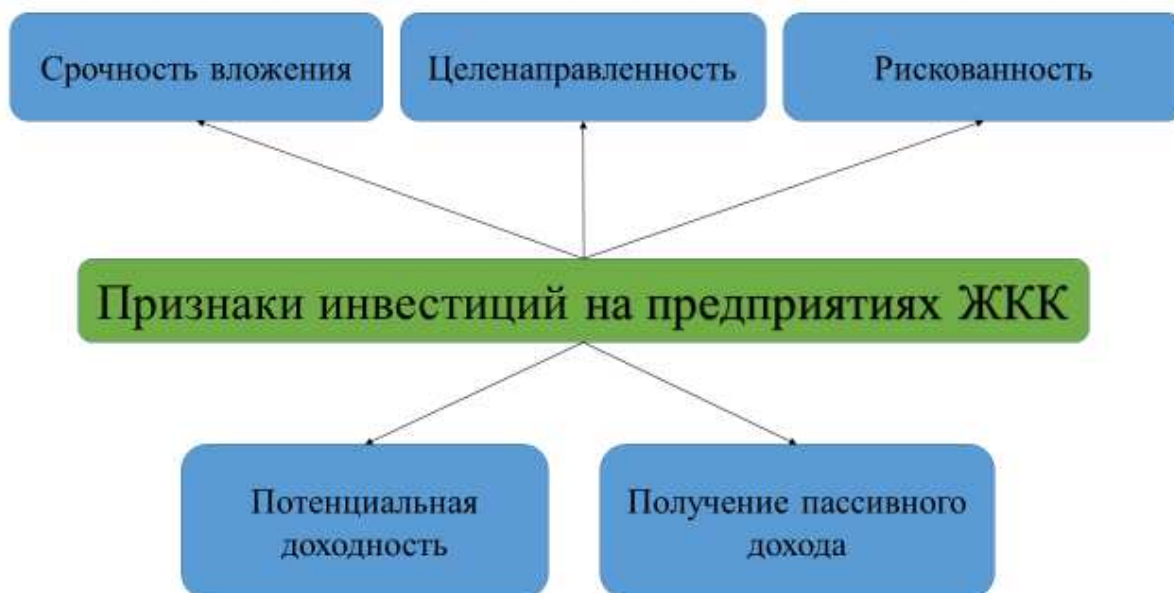 Срочность вложения
Целенаправленность
Рискованность
Признаки инвестиций на предприятиях ЖКК
Потенциальная
доходность
Получение пассивного
дохода